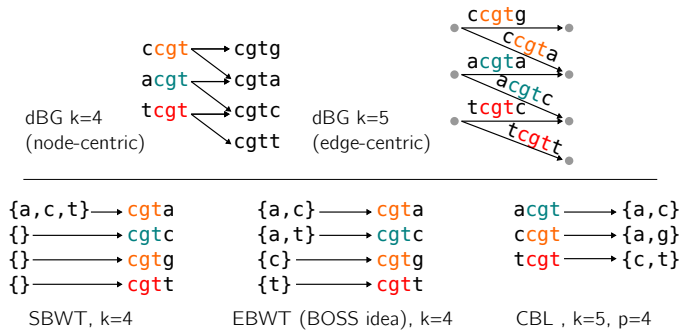 ccgt cgtg
acgt cgta
tcgt cgtc
cgtt
dBG k=4
(node-centric)
ccgtg
ccgta
acgta
acgtc
tcgtc
tcgtt
dBG k=5
(edge-centric)
{a,c,t} cgta
{} cgtc
{} cgtg
{} cgtt
SBWT, k=4
{a,c} cgta
{a,t} cgtc
{c} cgtg
{t} cgtt
EBWT (BOSS idea), k=4
acgt {a,c}
ccgt {a,g}
tcgt {c,t}
CBL , k=5, p=4